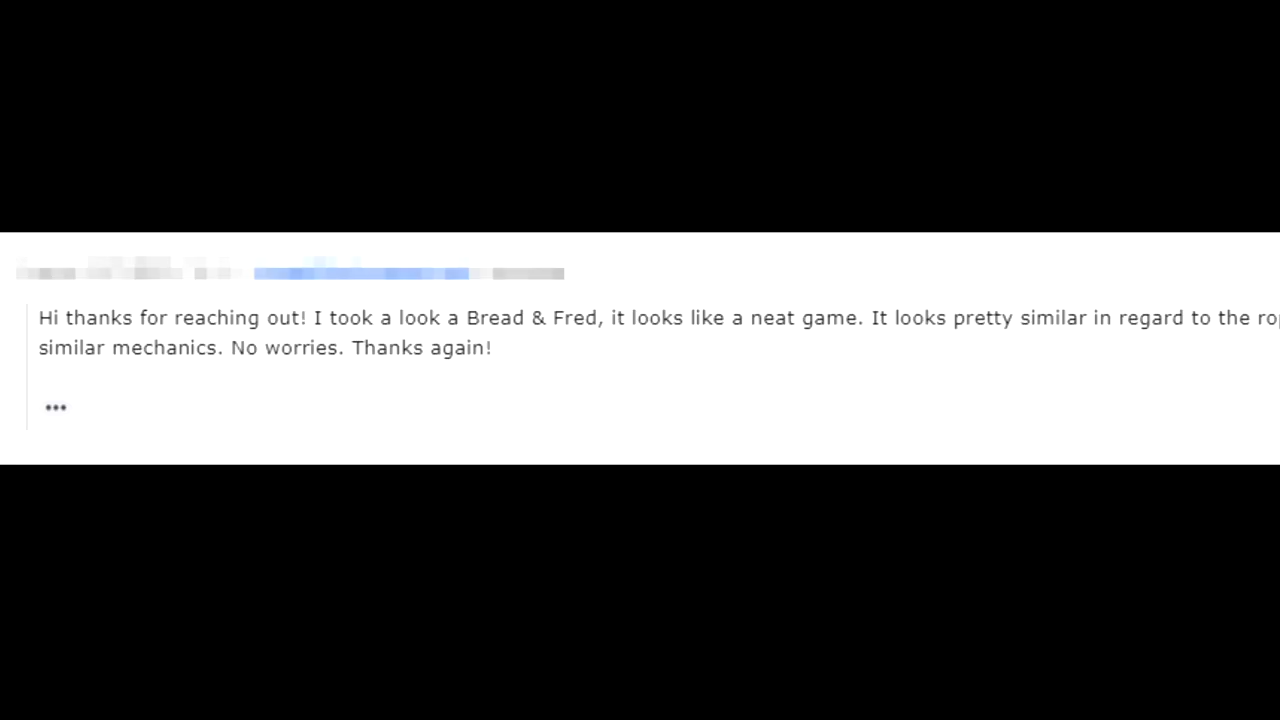 Hi thanks for reaching out! I took a look a Bread & Fred, it looks like a neat game. It looks pretty similar in regard to the
similar mechanics. No worries. Thanks again!
•••